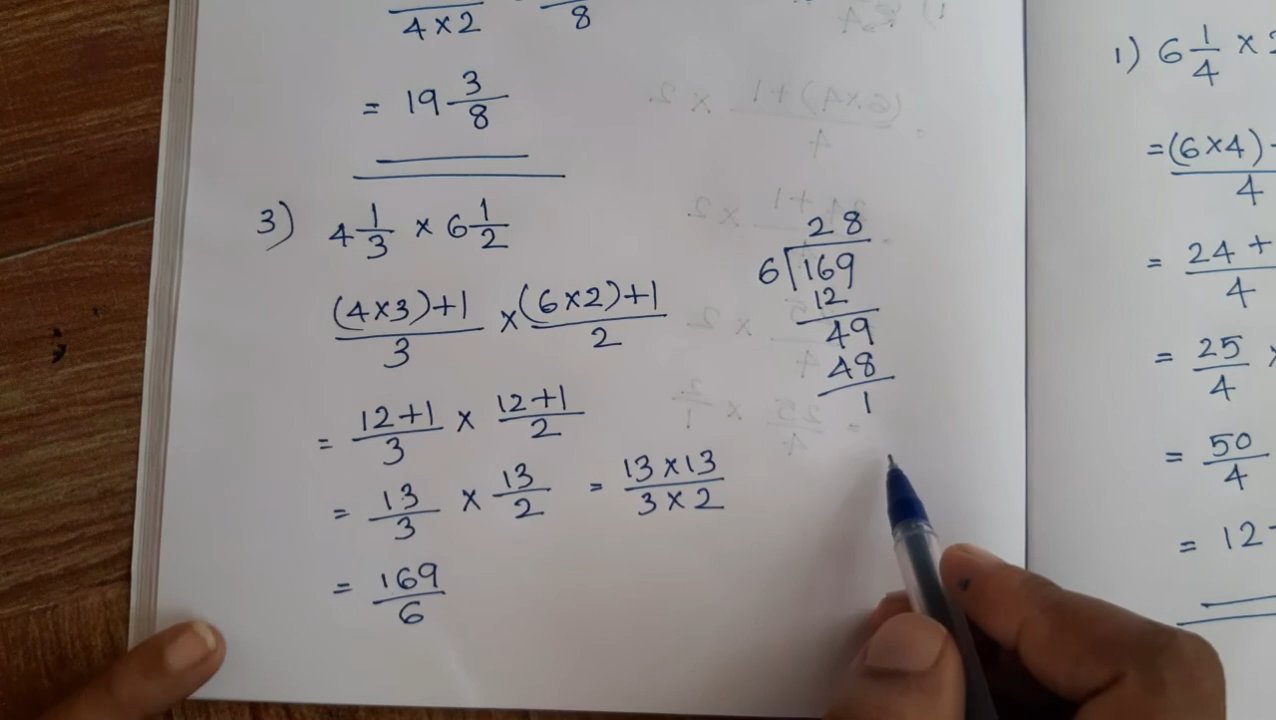 4×2 8
= 19 3/8
3) 4 1/3 × 6 1/2
(4×3)+1/3 × (6×2)+1/2
= 12+1/3 × 12+1/2
= 13/3 × 13/2 = 13×13/3×2
= 169/6
28
6)169
12
49
48
1
1) 6 1/4 ×
=(6×4)
4
= 24+
4
= 25/4 ×
= 50/4
= 12